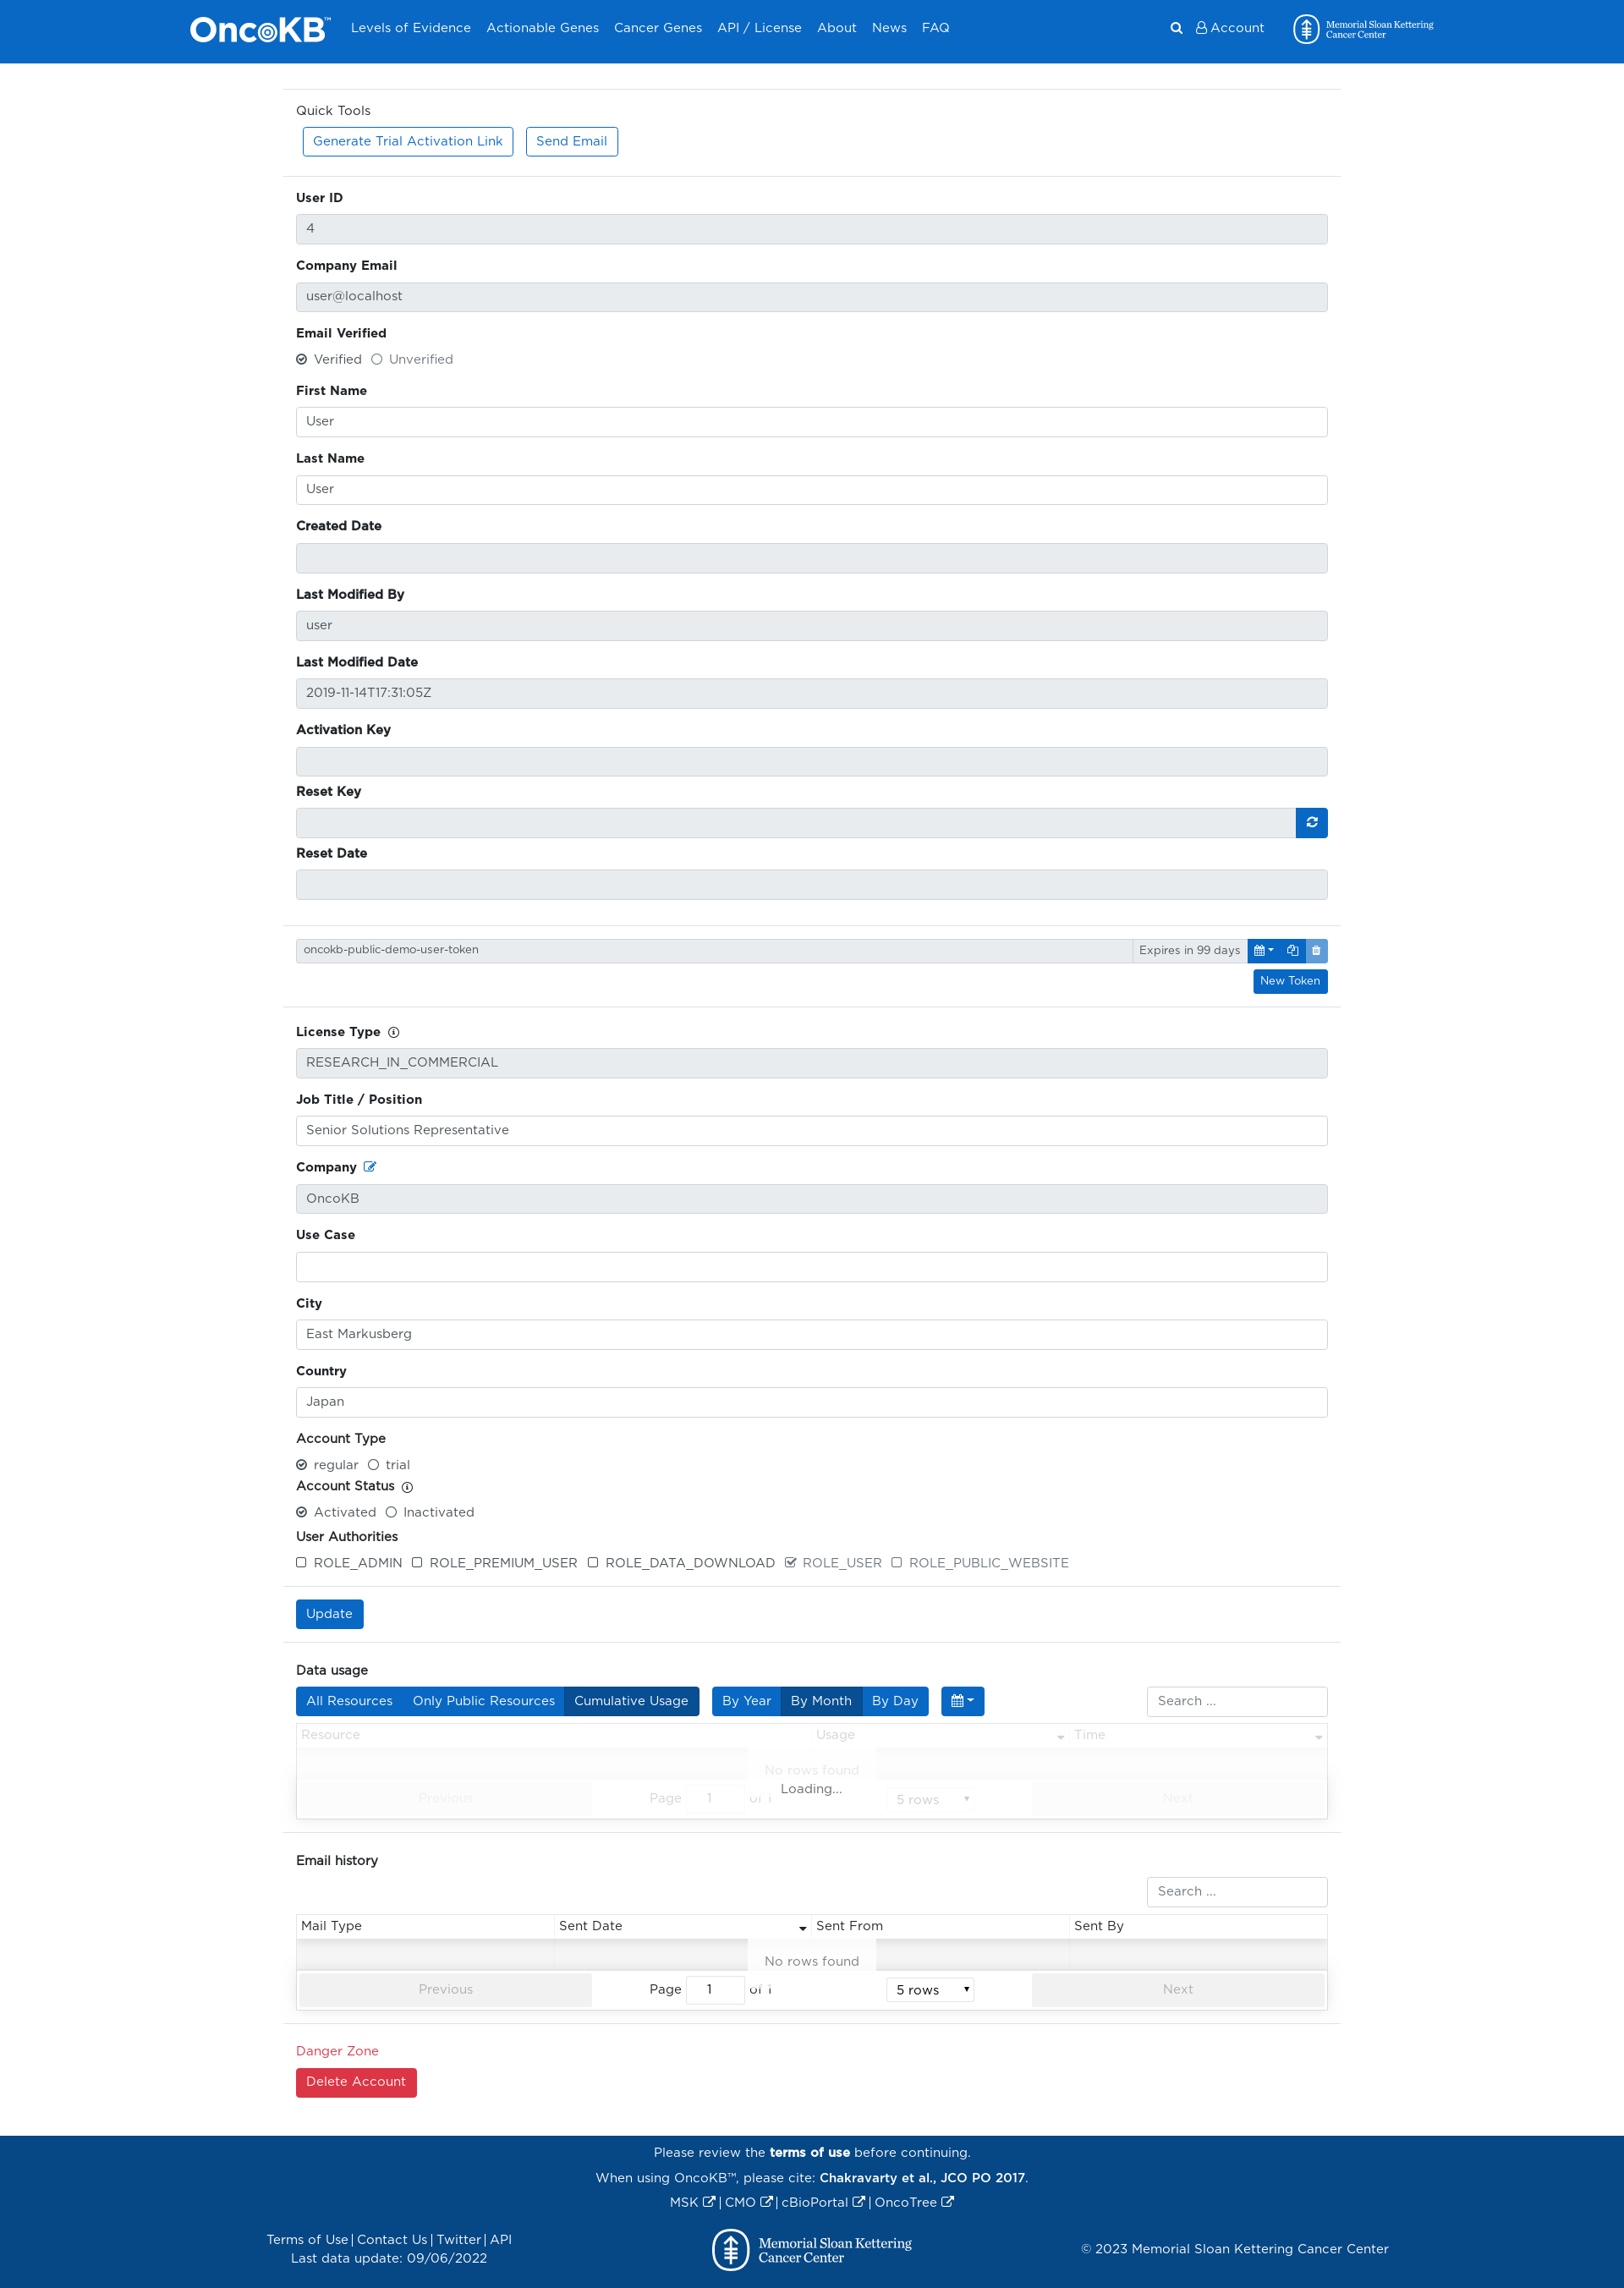 OncoKB™ Levels of Evidence Actionable Genes Cancer Genes API / License About News FAQ Account Memorial Sloan Kettering Cancer Center
Quick Tools
Generate Trial Activation Link Send Email
User ID
4
Company Email
user@localhost
Email Verified
Verified Unverified
First Name
User
Last Name
User
Created Date
Last Modified By
user
Last Modified Date
2019-11-14T17:31:05Z
Activation Key
Reset Key
Reset Date
oncokb-public-demo-user-token Expires in 99 days
New Token
License Type
RESEARCH_IN_COMMERCIAL
Job Title / Position
Senior Solutions Representative
Company
OncoKB
Use Case
City
East Markusberg
Country
Japan
Account Type
regular trial
Account Status
Activated Inactivated
User Authorities
ROLE_ADMIN ROLE_PREMIUM_USER ROLE_DATA_DOWNLOAD ROLE_USER ROLE_PUBLIC_WEBSITE
Update
Data usage
All Resources Only Public Resources Cumulative Usage By Year By Month By Day Search ...
Resource Usage Time
No rows found
Loading...
Previous Page 1 of 1 5 rows Next
Email history
Search ...
Mail Type Sent Date Sent From Sent By
No rows found
Previous Page 1 of 1 5 rows Next
Danger Zone
Delete Account
Please review the terms of use before continuing.
When using OncoKB™, please cite: Chakravarty et al., JCO PO 2017.
MSK | CMO | cBioPortal | OncoTree
Terms of Use | Contact Us | Twitter | API
Last data update: 09/06/2022
Memorial Sloan Kettering
Cancer Center
© 2023 Memorial Sloan Kettering Cancer Center